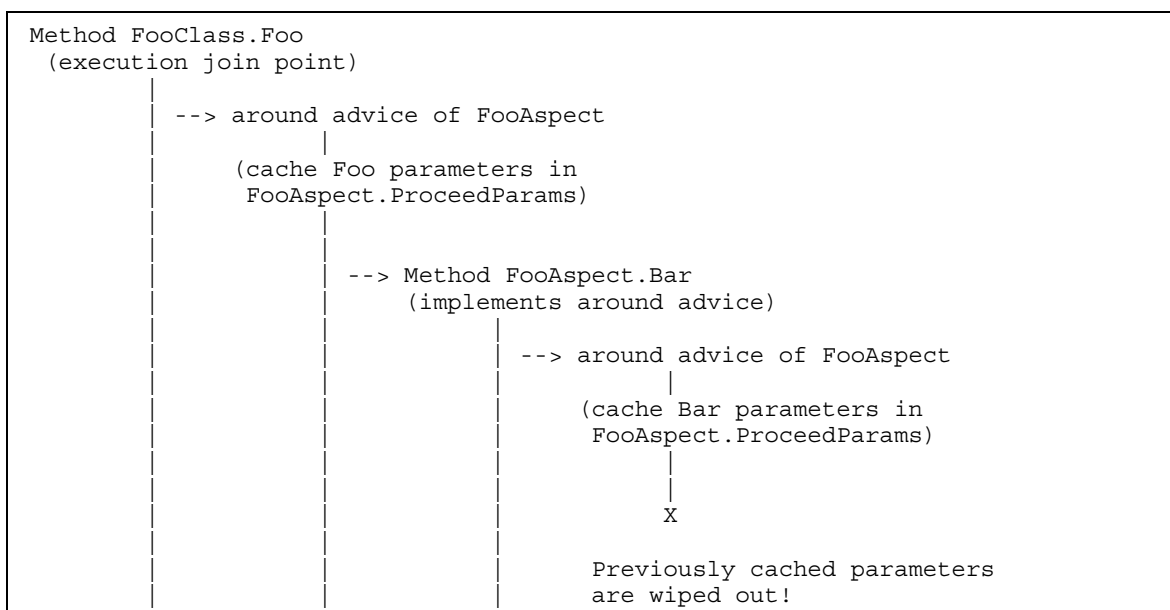 Method FooClass.Foo
(execution join point)
--> around advice of FooAspect
(cache Foo parameters in
FooAspect.ProceedParams)
--> Method FooAspect.Bar
(implements around advice)
--> around advice of FooAspect
(cache Bar parameters in
FooAspect.ProceedParams)
X
Previously cached parameters
are wiped out!